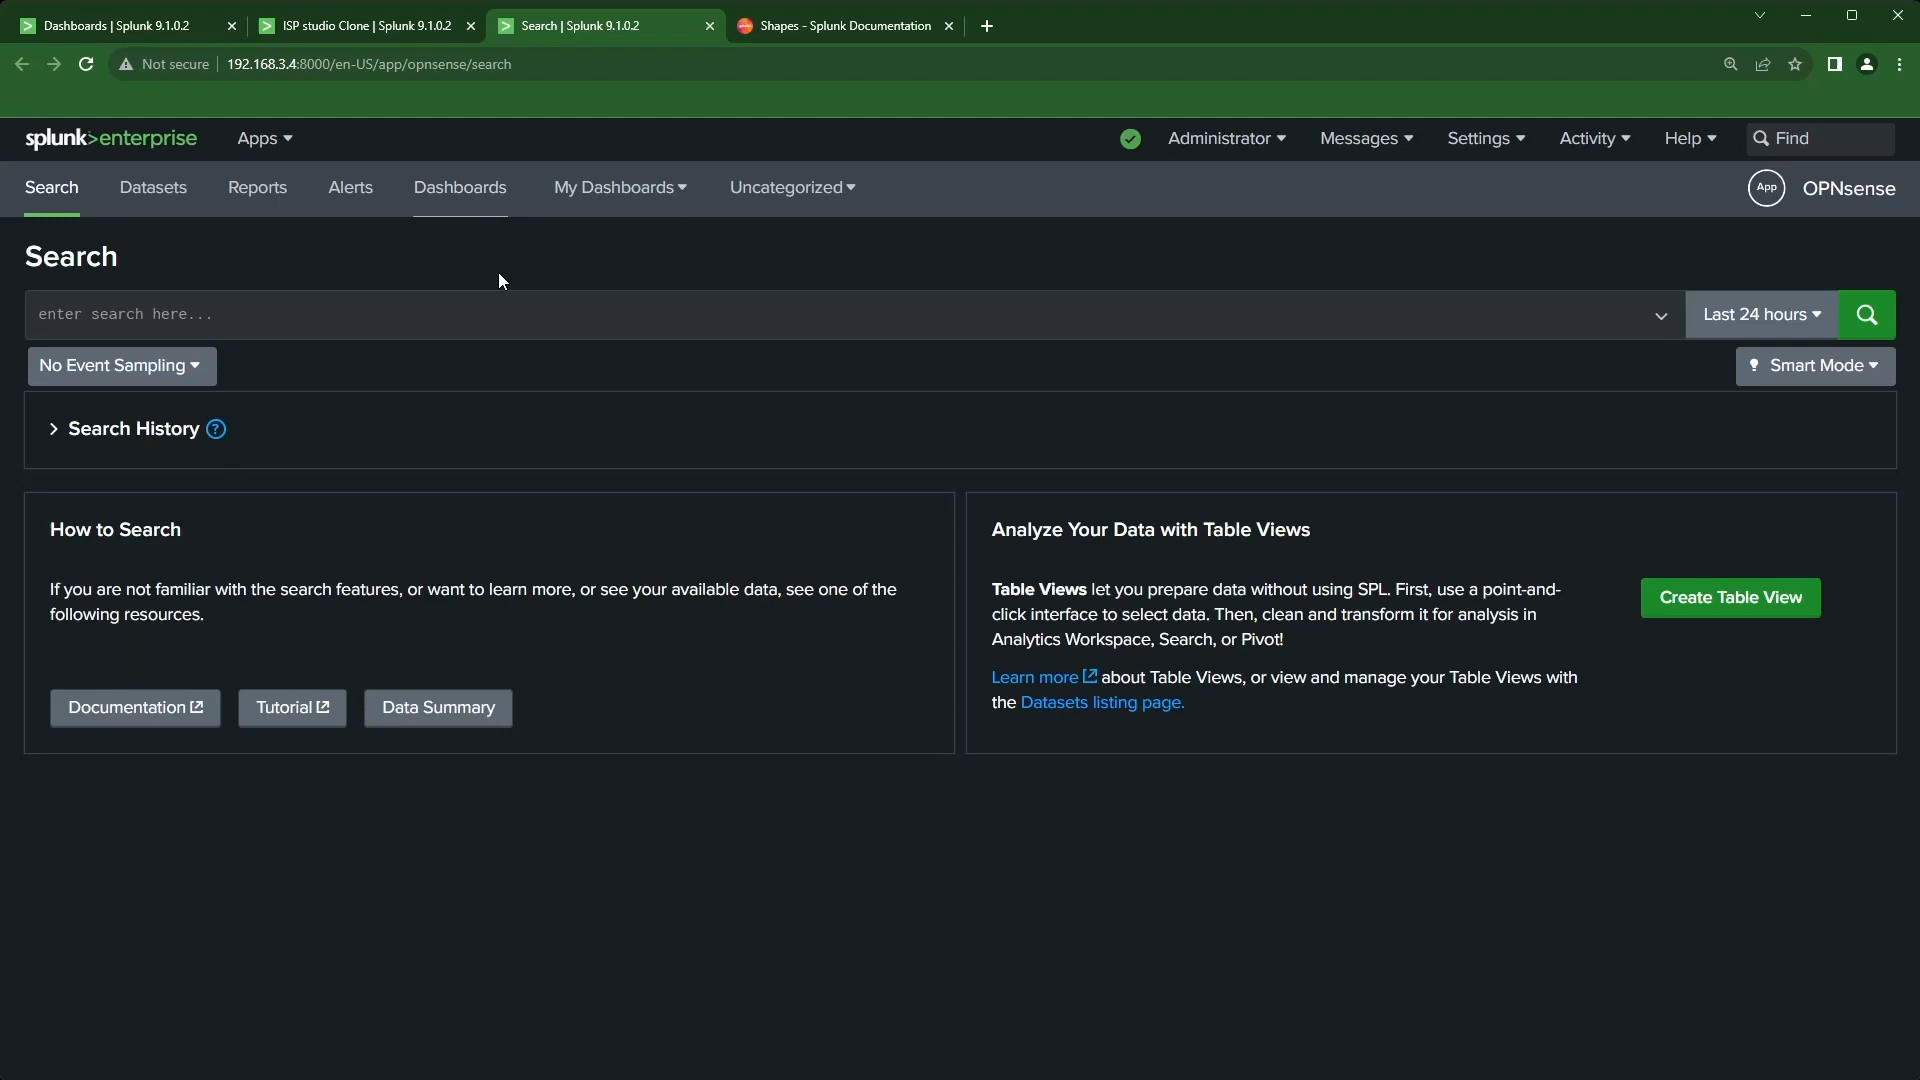 Dashboards | Splunk 9.1.0.2
ISP studio Clone | Splunk 9.1.0.2
Search | Splunk 9.1.0.2
Shapes - Splunk Documentation
Not secure
192.168.3.4:8000/en-US/app/opnsense/search
splunk>enterprise
Apps
Administrator
Messages
Settings
Activity
Help
Find
Search
Datasets
Reports
Alerts
Dashboards
My Dashboards
Uncategorized
App
OPNsense
Search
enter search here...
Last 24 hours
No Event Sampling
Smart Mode
Search History ?
How to Search
If you are not familiar with the search features, or want to learn more, or see your available data, see one of the
following resources.
Documentation
Tutorial
Data Summary
Analyze Your Data with Table Views
Table Views let you prepare data without using SPL. First, use a point-and-
click interface to select data. Then, clean and transform it for analysis in
Analytics Workspace, Search, or Pivot!
Learn more about Table Views, or view and manage your Table Views with
the Datasets listing page.
Create Table View